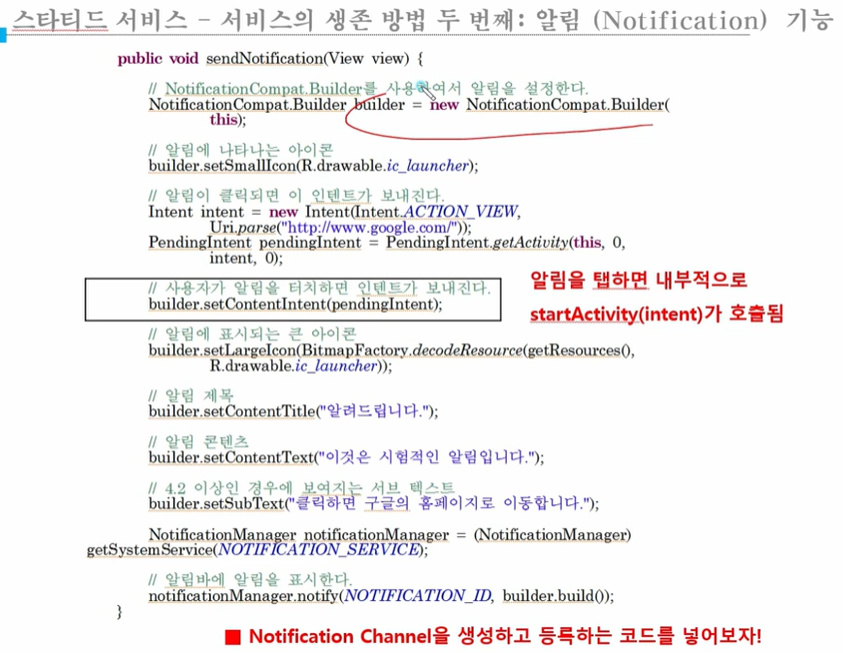 스타티드 서비스 – 서비스의 생존 방법 두 번째: 알림 (Notification) 기능
public void sendNotification(View view) {
// NotificationCompat.Builder를 사용하여서 알림을 설정한다.
NotificationCompat.Builder builder = new NotificationCompat.Builder(
this);
// 알림에 나타나는 아이콘
builder.setSmallIcon(R.drawable.ic_launcher);
// 알림이 클릭되면 이 인텐트가 보내진다.
Intent intent = new Intent(Intent.ACTION_VIEW,
Uri.parse("http://www.google.com/"));
PendingIntent pendingIntent = PendingIntent.getActivity(this, 0,
intent, 0);
// 사용자가 알림을 터치하면 인텐트가 보내진다.
builder.setContentIntent(pendingIntent);
알림을 탭하면 내부적으로
startActivity(intent)가 호출됨
// 알림에 표시되는 큰 아이콘
builder.setLargeIcon(BitmapFactory.decodeResource(getResources(),
R.drawable.ic_launcher));
// 알림 제목
builder.setContentTitle("알려드립니다.");
// 알림 콘텐츠
builder.setContentText("이것은 시험적인 알림입니다.");
// 4.2 이상인 경우에 보여지는 서브 텍스트
builder.setSubText("클릭하면 구글의 홈페이지로 이동합니다.");
NotificationManager notificationManager = (NotificationManager)
getSystemService(NOTIFICATION_SERVICE);
// 알림바에 알림을 표시한다.
notificationManager.notify(NOTIFICATION_ID, builder.build());
}
■ Notification Channel을 생성하고 등록하는 코드를 넣어보자!